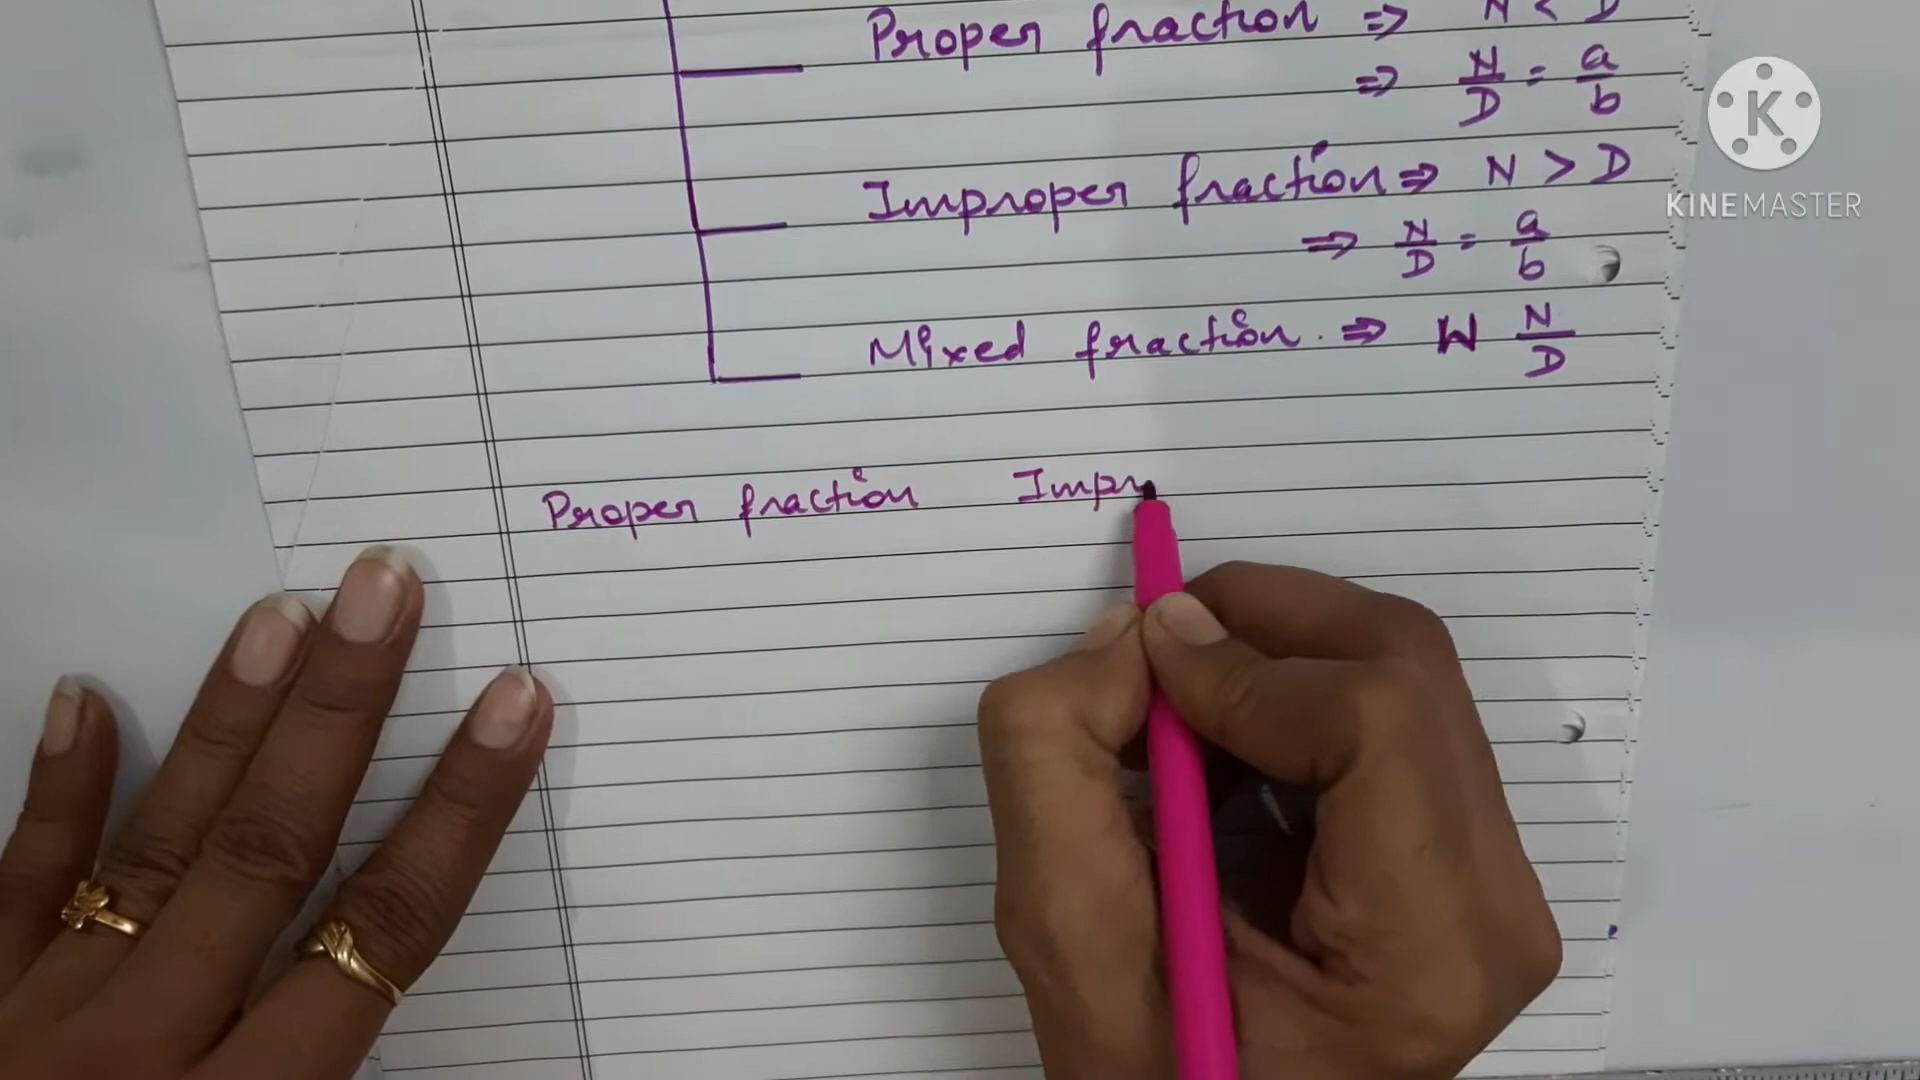 Proper fraction ⇒ N < D
⇒ N/D = a/b
Improper fraction ⇒ N > D
⇒ N/D = a/b
Mixed fraction. ⇒ W N/D
Proper fraction Impr
K
KINEMASTER